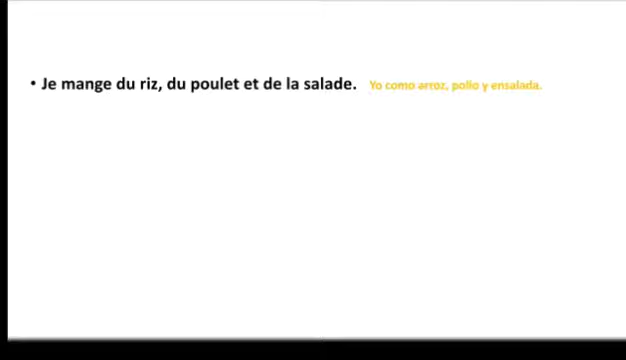 • Je mange du riz, du poulet et de la salade. Yo como arroz, pollo y ensalada.